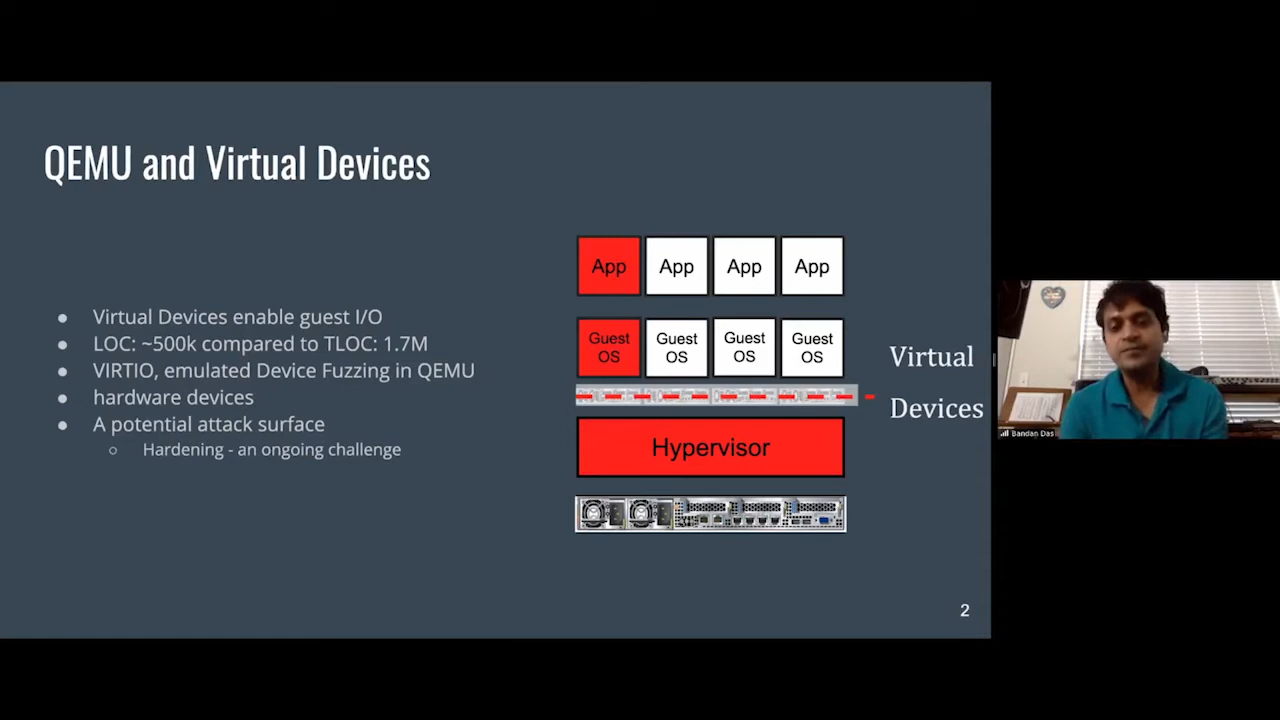 QEMU and Virtual Devices
● Virtual Devices enable guest I/O
● LOC: ~500k compared to TLOC: 1.7M
● VIRTIO, emulated Device Fuzzing in QEMU
● hardware devices
● A potential attack surface
○ Hardening - an ongoing challenge
App App App App
Guest Guest Guest Guest
OS OS OS OS
Virtual
Devices
Hypervisor
2
Bandan Das